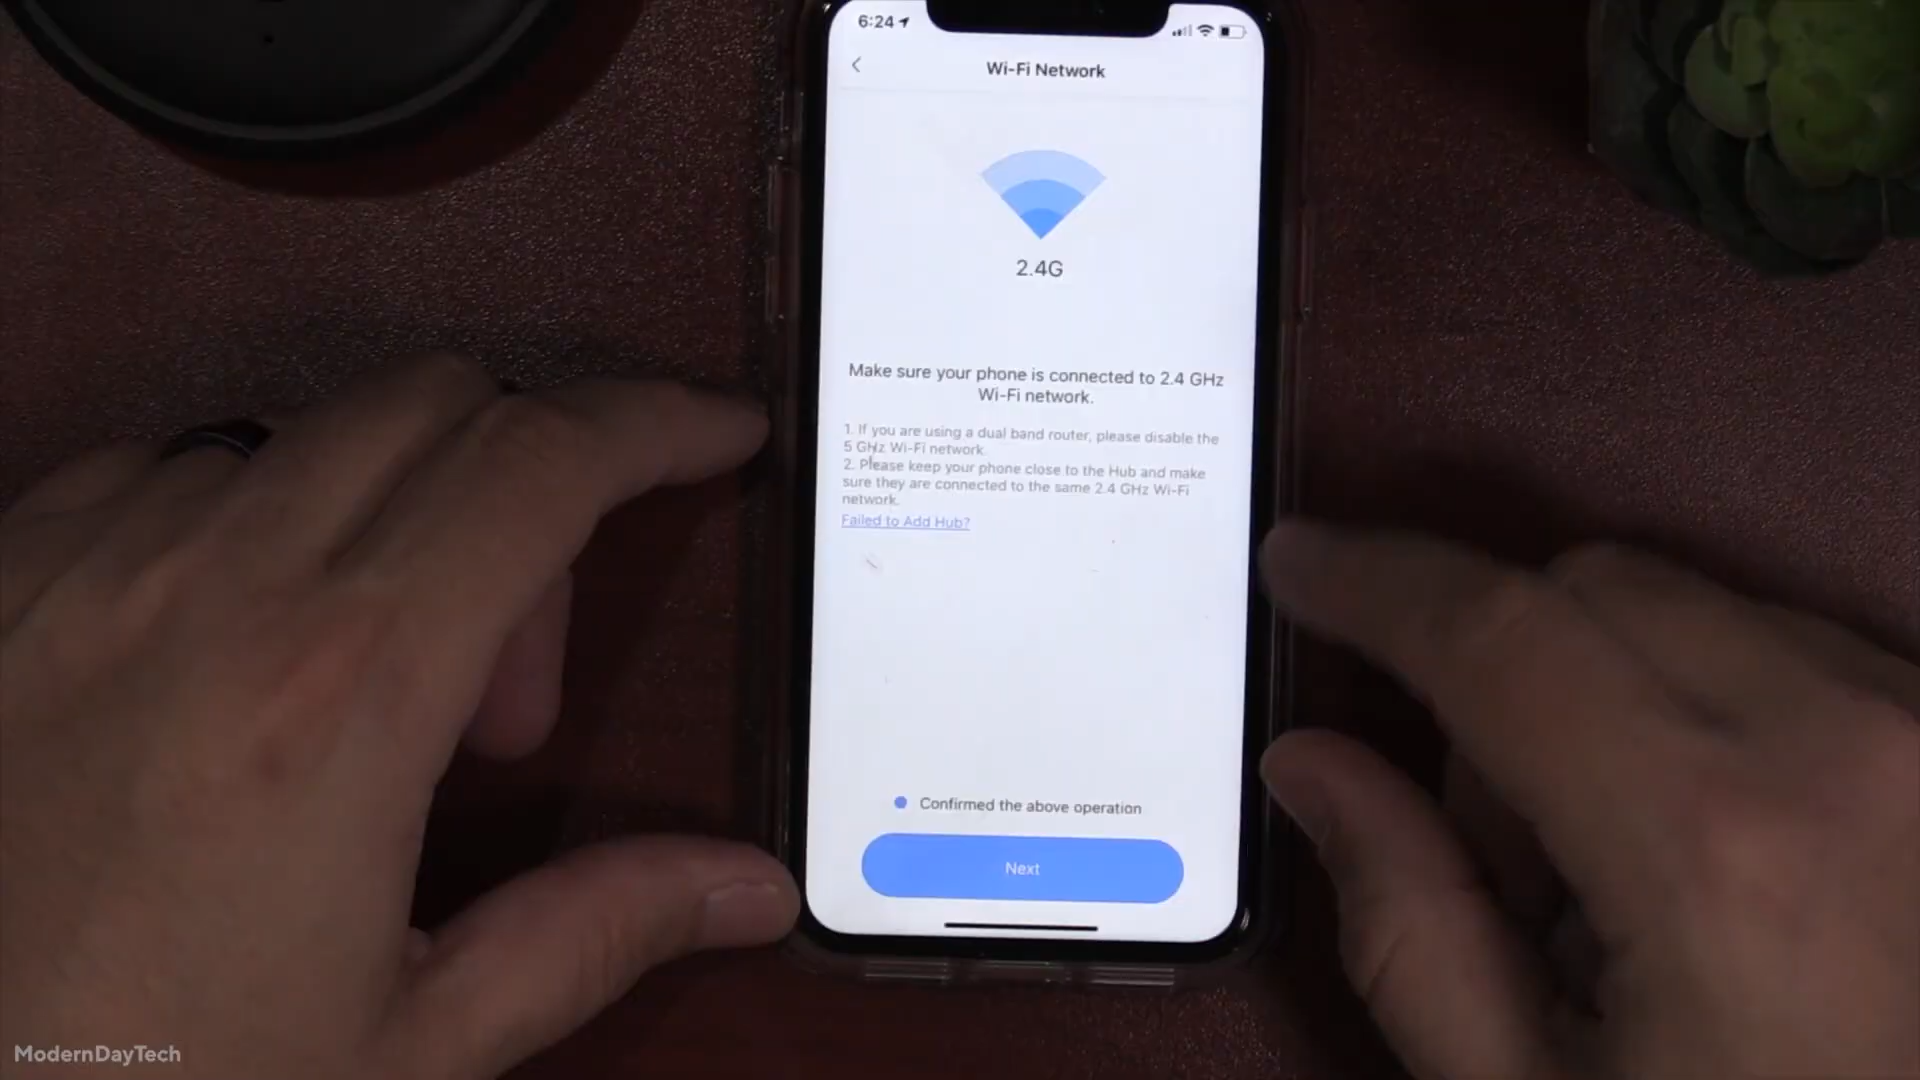 6:24
Wi-Fi Network
2.4G
Make sure your phone is connected to 2.4 GHz
Wi-Fi network.
1. If you are using a dual band router, please disable the
5 GHz Wi-Fi network.
2. Please keep your phone close to the Hub and make
sure they are connected to the same 2.4 GHz Wi-Fi
network.
Failed to Add Hub?
Confirmed the above operation
Next
ModernDayTech